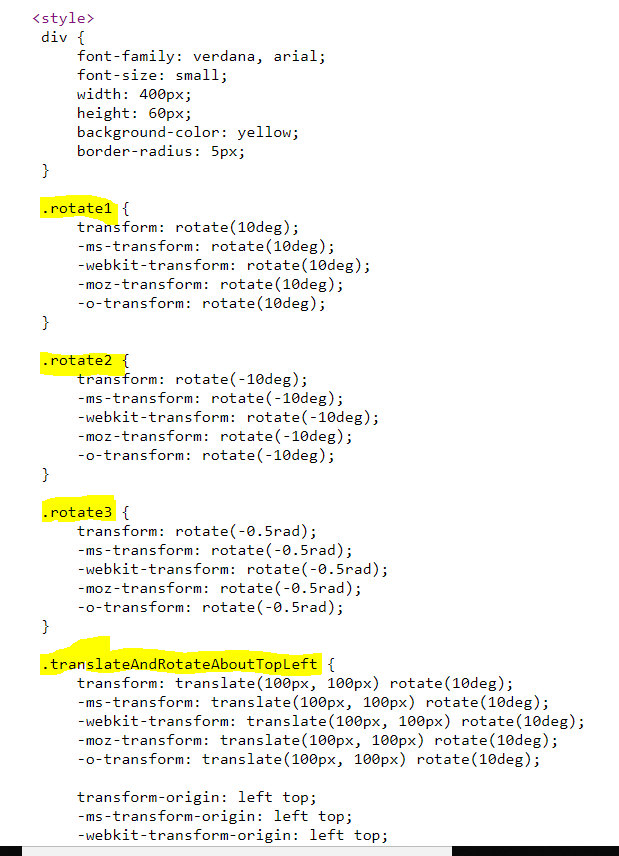 <style>
div {
font-family: verdana, arial;
font-size: small;
width: 400px;
height: 60px;
background-color: yellow;
border-radius: 5px;
}
.rotate1 {
transform: rotate(10deg);
-ms-transform: rotate(10deg);
-webkit-transform: rotate(10deg);
-moz-transform: rotate(10deg);
-o-transform: rotate(10deg);
}
.rotate2 {
transform: rotate(-10deg);
-ms-transform: rotate(-10deg);
-webkit-transform: rotate(-10deg);
-moz-transform: rotate(-10deg);
-o-transform: rotate(-10deg);
}
.rotate3 {
transform: rotate(-0.5rad);
-ms-transform: rotate(-0.5rad);
-webkit-transform: rotate(-0.5rad);
-moz-transform: rotate(-0.5rad);
-o-transform: rotate(-0.5rad);
}
.translateAndRotateAboutTopLeft {
transform: translate(100px, 100px) rotate(10deg);
-ms-transform: translate(100px, 100px) rotate(10deg);
-webkit-transform: translate(100px, 100px) rotate(10deg);
-moz-transform: translate(100px, 100px) rotate(10deg);
-o-transform: translate(100px, 100px) rotate(10deg);
transform-origin: left top;
-ms-transform-origin: left top;
-webkit-transform-origin: left top;